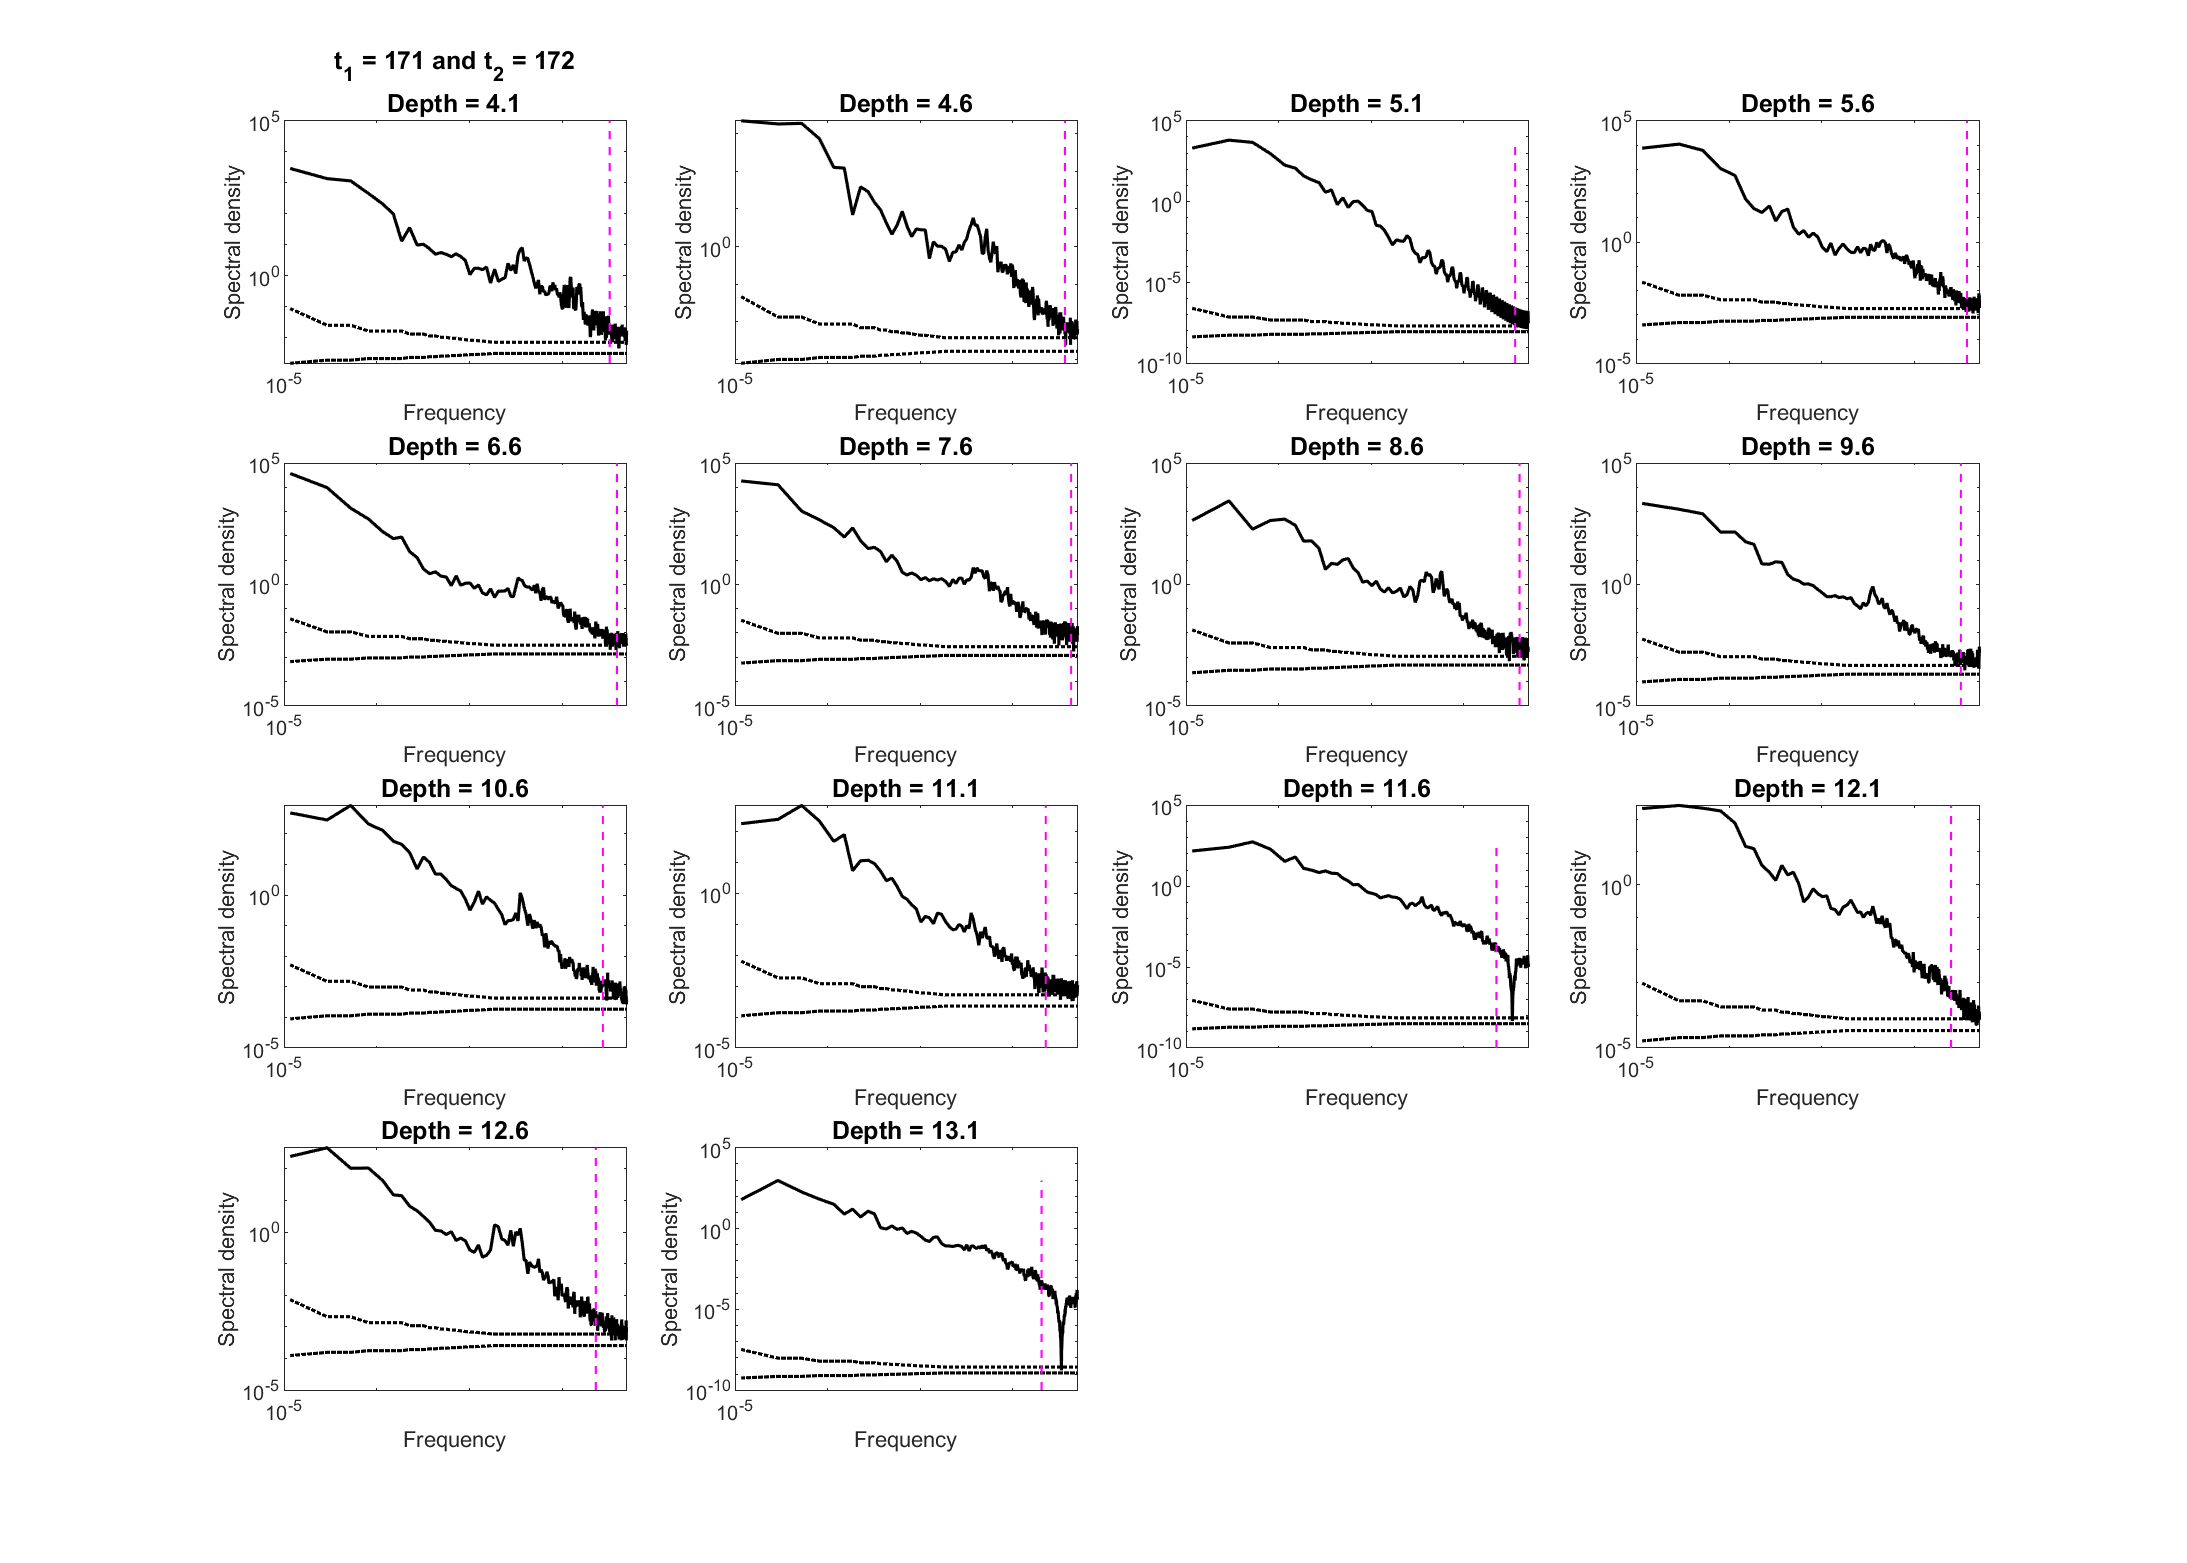 t1 = 171 and t2 = 172
Depth = 4.1
10^5
10^0
Spectral density
10^-5
Frequency
Depth = 4.6
10^0
Spectral density
10^-5
Frequency
Depth = 5.1
10^5
10^0
10^-5
10^-10
Spectral density
10^-5
Frequency
Depth = 5.6
10^5
10^0
10^-5
Spectral density
10^-5
Frequency
Depth = 6.6
10^5
10^0
10^-5
Spectral density
10^-5
Frequency
Depth = 7.6
10^5
10^0
10^-5
Spectral density
10^-5
Frequency
Depth = 8.6
10^5
10^0
10^-5
Spectral density
10^-5
Frequency
Depth = 9.6
10^5
10^0
10^-5
Spectral density
10^-5
Frequency
Depth = 10.6
10^0
10^-5
Spectral density
10^-5
Frequency
Depth = 11.1
10^0
10^-5
Spectral density
10^-5
Frequency
Depth = 11.6
10^5
10^0
10^-5
10^-10
Spectral density
10^-5
Frequency
Depth = 12.1
10^0
10^-5
Spectral density
10^-5
Frequency
Depth = 12.6
10^0
10^-5
Spectral density
10^-5
Frequency
Depth = 13.1
10^5
10^0
10^-5
10^-10
Spectral density
10^-5
Frequency